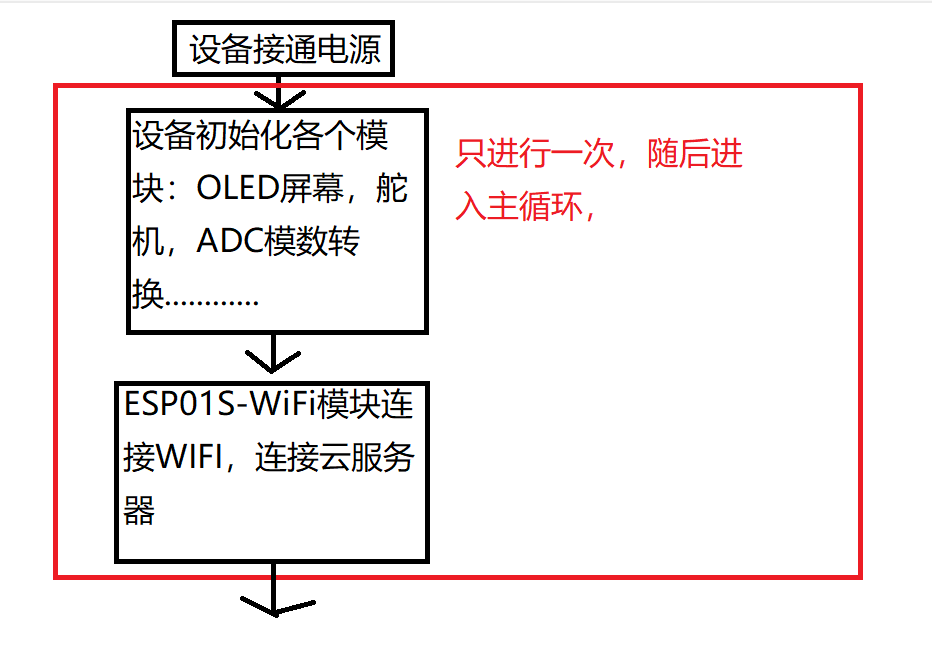 设备接通电源
设备初始化各个模
块：OLED屏幕，舵
机，ADC模数转
换............
只进行一次，随后进
入主循环，
ESP01S-WiFi模块连
接WIFI，连接云服务
器